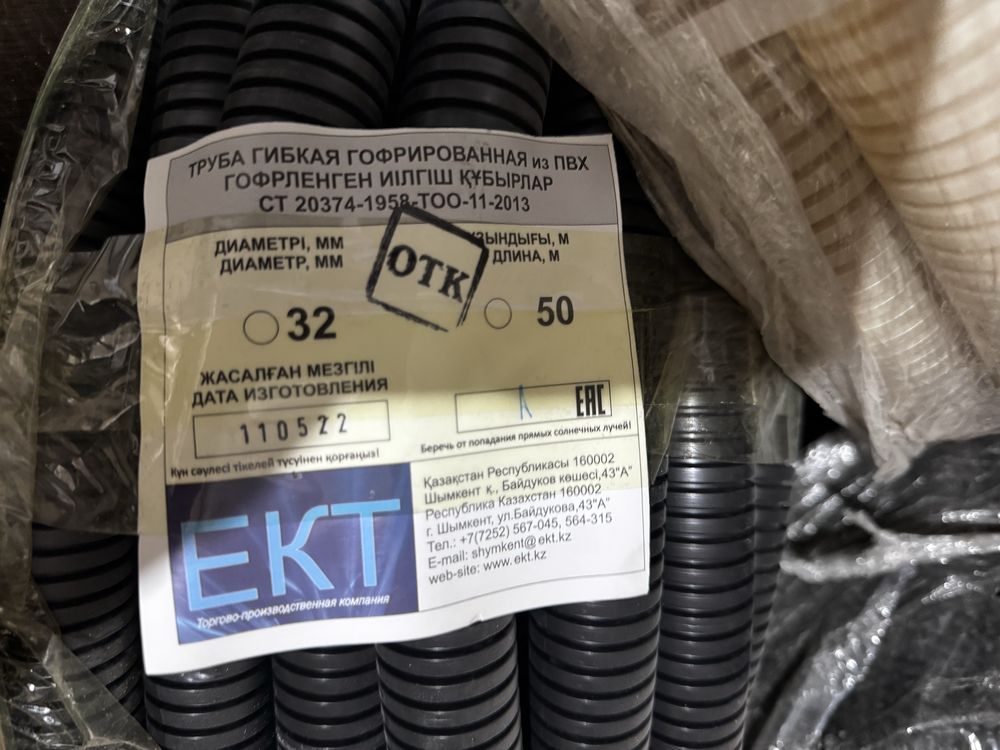 ТРУБА ГИБКАЯ ГОФРИРОВАННАЯ из ПВХ
ГОФРЛЕНГЕН ИІЛГІШ ҚҰБЫРЛАР
СТ 20374-1958-ТОО-11-2013
ДИАМЕТРІ, ММ
ДИАМЕТР, ММ
ОТК
ҰЗЫНДЫҒЫ, М
ДЛИНА, М
32
50
ЖАСАЛҒАН МЕЗГІЛІ
ДАТА ИЗГОТОВЛЕНИЯ
110522
EAC
Күн сәулесі тікелей түсуінен қорғаңыз!
Беречь от попадания прямых солнечных лучей!
ЕКТ
Торгово-производственная компания
Қазақстан Республикасы 160002
Шымкент қ., Байдуков көшесі,43"А"
Республика Казахстан 160002
г. Шымкент, ул.Байдукова,43"А"
Тел.: +7(7252) 567-045, 564-315
E-mail: shymkent@ekt.kz
web-site: www.ekt.kz